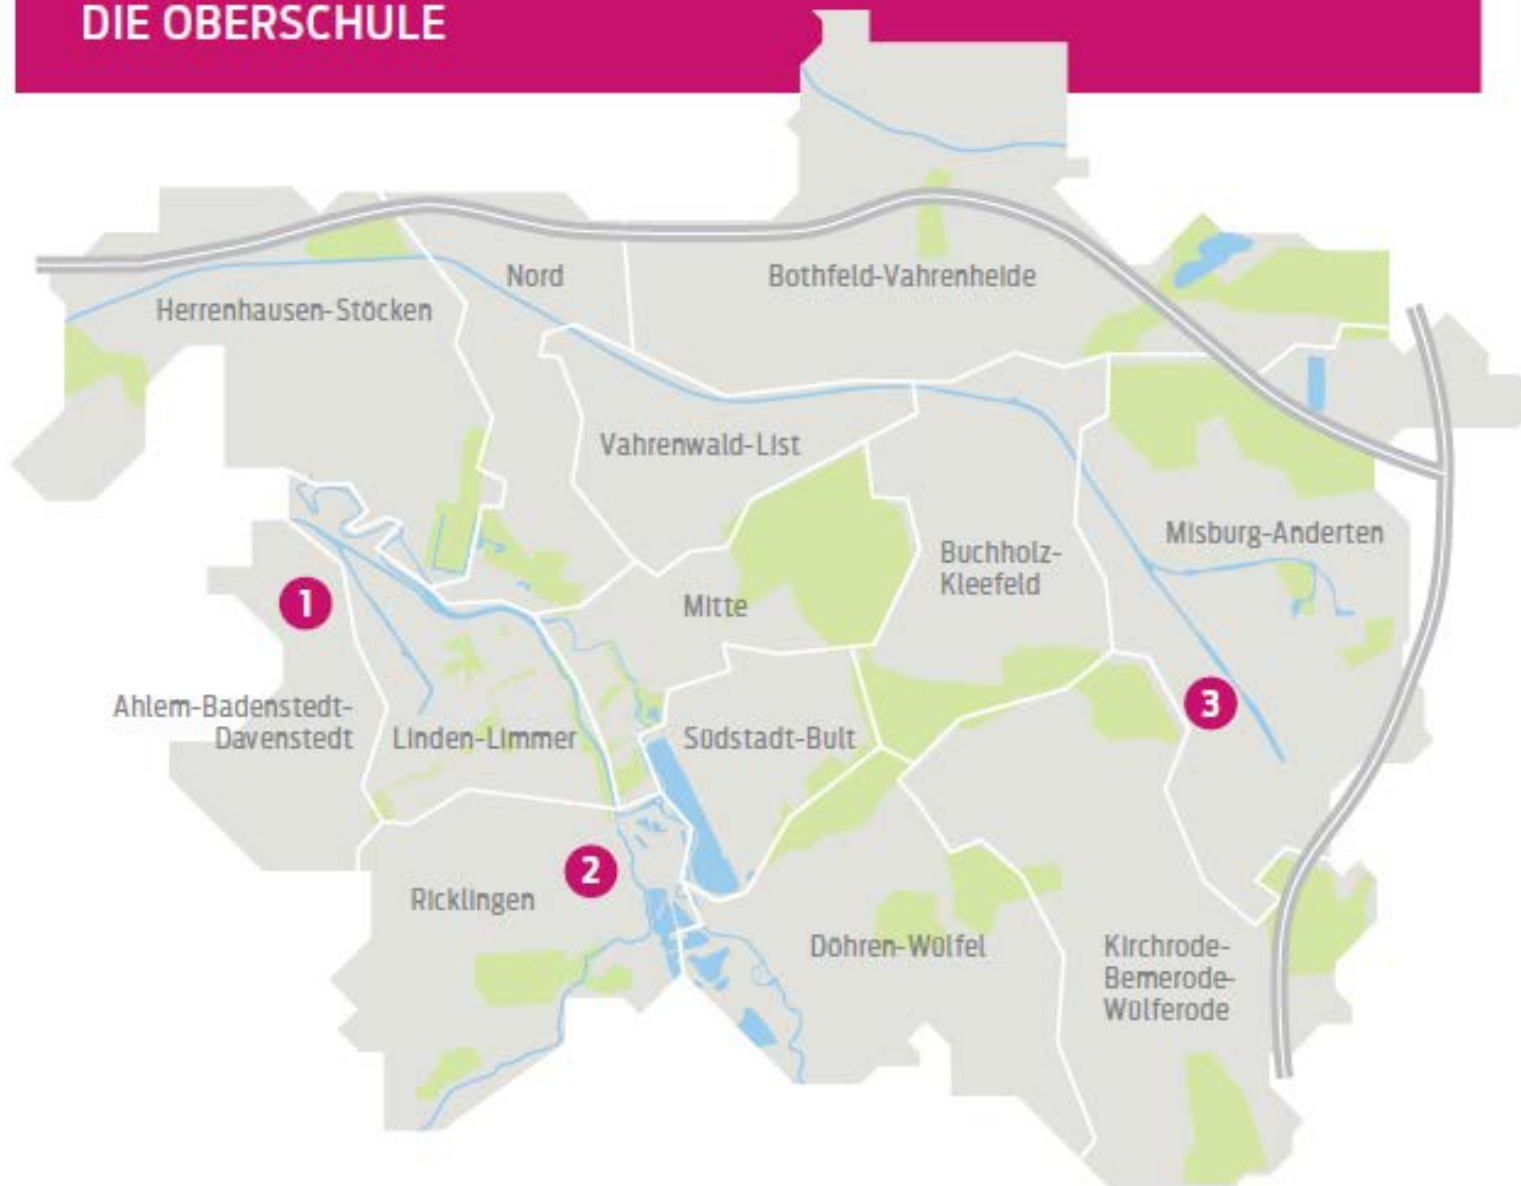 DIE OBERSCHULE
Nord
Bothfeld-Vahrenheide
Herrenhausen-Stöcken
Vahrenwald-List
Misburg-Anderten
Buchholz-
Kleefeld
1
Mitte
3
Ahlem-Badenstedt-
Davenstedt
Linden-Limmer
Südstadt-Bult
2
Ricklingen
Döhren-Wülfel
Kirchrode-
Bemerode-
Wülferode